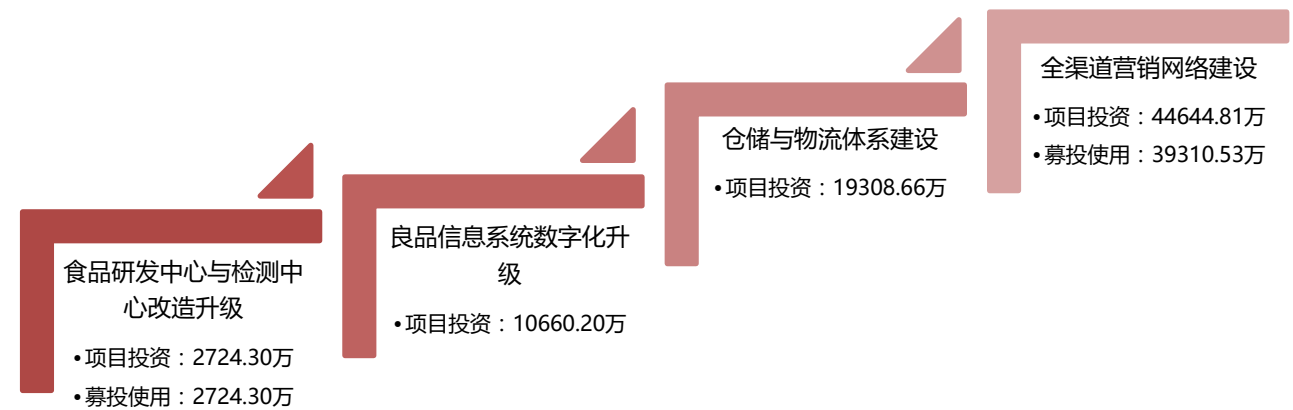 食品研发中心与检测中
心改造升级
•项目投资：2724.30万
•募投使用：2724.30万
良品信息系统数字化升
级
•项目投资：10660.20万
仓储与物流体系建设
•项目投资：19308.66万
全渠道营销网络建设
•项目投资：44644.81万
•募投使用：39310.53万